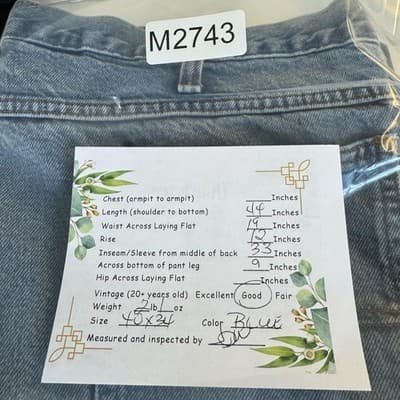 M2743
Chest (armpit to armpit) ___ Inches
Length (shoulder to bottom) 44 Inches
Waist Across Laying Flat 19 Inches
Rise 12 Inches
Inseam/Sleeve from middle of back 33 Inches
Across bottom of pant leg 9 Inches
Hip Across Laying Flat Inches
Vintage (20+ years old) Excellent Good Fair
Weight 2 lb 1 oz
Size 40x34 Color BLUE
Measured and inspected by